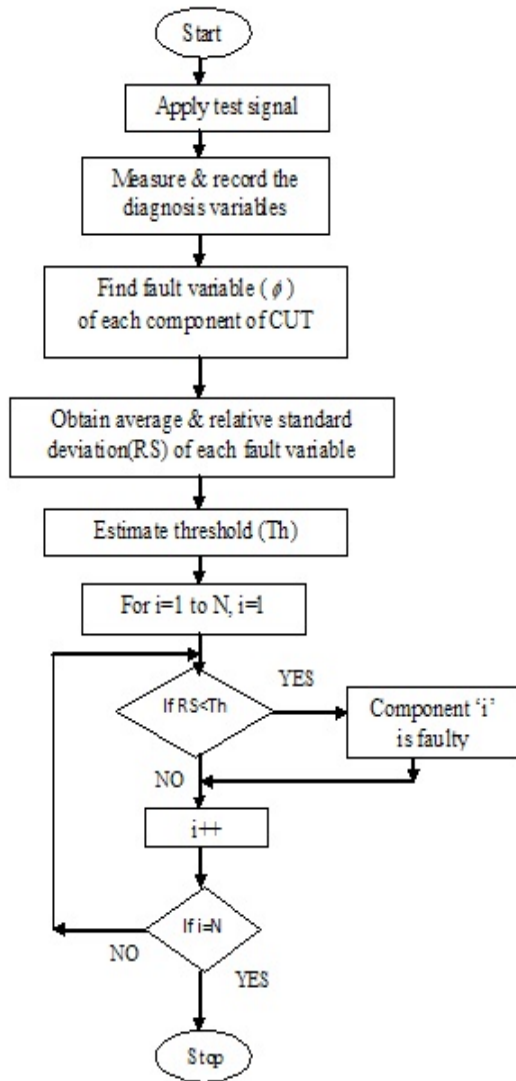 Start
Apply test signal
Measure & record the
diagnosis variables
Find fault variable (ϕ)
of each component of CUT
Obtain average & relative standard
deviation(RS) of each fault variable
Estimate threshold (Th)
For i=1 to N, i=1
If RS<Th
YES
Component ‘i’
is faulty
NO
i++
If i=N
NO
YES
Stop